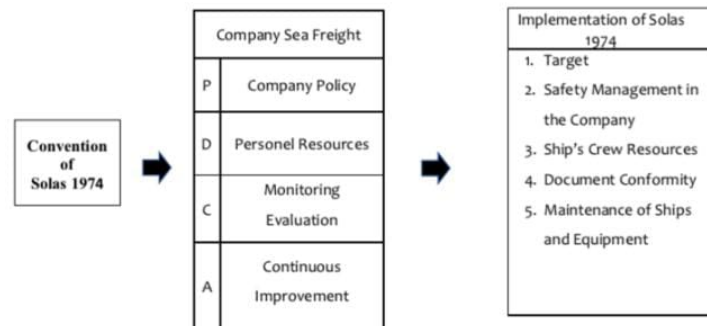 Convention
of
Solas 1974
Company Sea Freight
P Company Policy
D Personel Resources
C Monitoring
Evaluation
A Continuous
Improvement
Implementation of Solas
1974
1. Target
2. Safety Management in
the Company
3. Ship's Crew Resources
4. Document Conformity
5. Maintenance of Ships
and Equipment